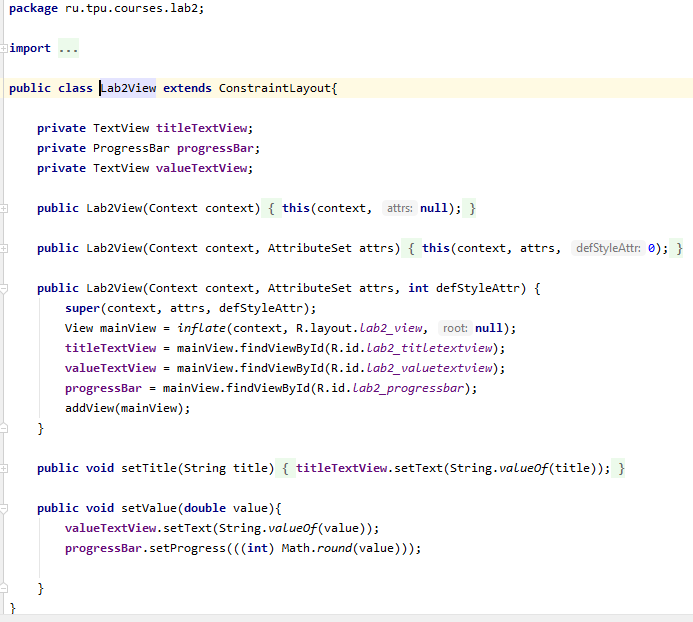 package ru.tpu.courses.lab2;
import ...
public class Lab2View extends ConstraintLayout{
private TextView titleTextView;
private ProgressBar progressBar;
private TextView valueTextView;
public Lab2View(Context context) { this(context, attrs: null); }
public Lab2View(Context context, AttributeSet attrs) { this(context, attrs, defStyleAttr: 0); }
public Lab2View(Context context, AttributeSet attrs, int defStyleAttr) {
super(context, attrs, defStyleAttr);
View mainView = inflate(context, R.layout.lab2_view, root: null);
titleTextView = mainView.findViewById(R.id.lab2_titletextview);
valueTextView = mainView.findViewById(R.id.lab2_valuetextview);
progressBar = mainView.findViewById(R.id.lab2_progressbar);
addView(mainView);
}
public void setTitle(String title) { titleTextView.setText(String.valueOf(title)); }
public void setValue(double value){
valueTextView.setText(String.valueOf(value));
progressBar.setProgress(((int) Math.round(value)));
}
}